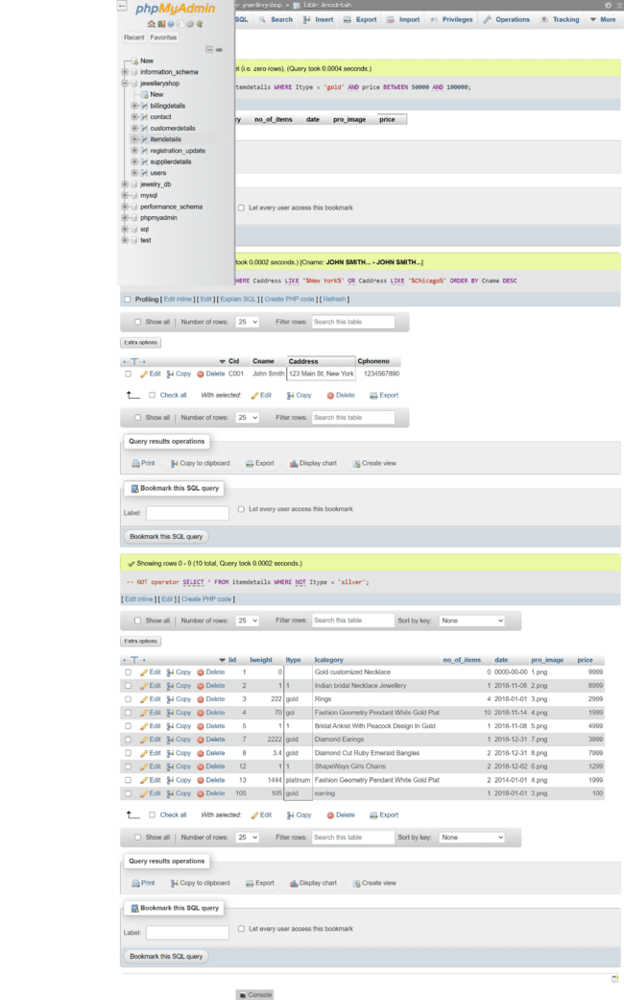 phpMyAdmin
Recent Favorites
New
information_schema
jewelleryshop
New
billingdetails
contact
customerdetails
itemdetails
registration_update
supplierdetails
users
jewelry_db
mysql
performance_schema
phpmyadmin
sql
test
e: jewelleryshop » Table: itemdetails
SQL Search Insert Export Import Privileges Operations Tracking More
et (i.e. zero rows). (Query took 0.0004 seconds.)
itemdetails WHERE Itype = 'gold' AND price BETWEEN 50000 AND 100000;
ry no_of_items date pro_image price
Let every user access this bookmark
took 0.0002 seconds.) [Cname: JOHN SMITH... - JOHN SMITH...]
HERE Caddress LIKE '%New York%' OR Caddress LIKE '%Chicago%' ORDER BY Cname DESC
Profiling [ Edit inline ] [ Edit ] [ Explain SQL ] [ Create PHP code ] [ Refresh ]
Show all | Number of rows: 25 Filter rows: Search this table
Extra options
←T→ Cid Cname Caddress Cphoneno
Edit Copy Delete C001 John Smith 123 Main St, New York 1234567890
Check all With selected: Edit Copy Delete Export
Show all | Number of rows: 25 Filter rows: Search this table
Query results operations
Print Copy to clipboard Export Display chart Create view
Bookmark this SQL query
Label: Let every user access this bookmark
Bookmark this SQL query
Showing rows 0 - 9 (10 total, Query took 0.0002 seconds.)
-- NOT operator SELECT * FROM itemdetails WHERE NOT Itype = 'silver';
[ Edit inline ] [ Edit ] [ Create PHP code ]
Show all | Number of rows: 25 Filter rows: Search this table Sort by key: None
Extra options
←T→ Iid Iweight Itype Icategory no_of_items date pro_image price
Edit Copy Delete 1 0 Gold customized Necklace 0 0000-00-00 1.png 9999
Edit Copy Delete 2 1 1 Indian bridal Necklace Jewellery 1 2018-11-08 2.png 8999
Edit Copy Delete 3 222 gold Rings 4 2018-01-01 3.png 2999
Edit Copy Delete 4 70 gol Fashion Geometry Pendant White Gold Plat 10 2018-11-14 4.png 1999
Edit Copy Delete 5 1 1 Bridal Anklet With Peacock Design In Gold 1 2018-11-08 5.png 4999
Edit Copy Delete 7 2222 gold Diamond Earings 1 2018-12-31 7.png 3999
Edit Copy Delete 8 3.4 gold Diamond Cut Ruby Emerald Bangles 2 2018-12-31 8.png 7999
Edit Copy Delete 12 1 1 ShapeWays Girls Chains 2 2018-12-02 6.png 1299
Edit Copy Delete 13 1444 platinum Fashion Geometry Pendant White Gold Plat 2 2014-01-01 4.png 1999
Edit Copy Delete 105 105 gold earring 1 2018-01-01 3.png 100
Check all With selected: Edit Copy Delete Export
Show all | Number of rows: 25 Filter rows: Search this table Sort by key: None
Query results operations
Print Copy to clipboard Export Display chart Create view
Bookmark this SQL query
Label: Let every user access this bookmark
Bookmark this SQL query
Console